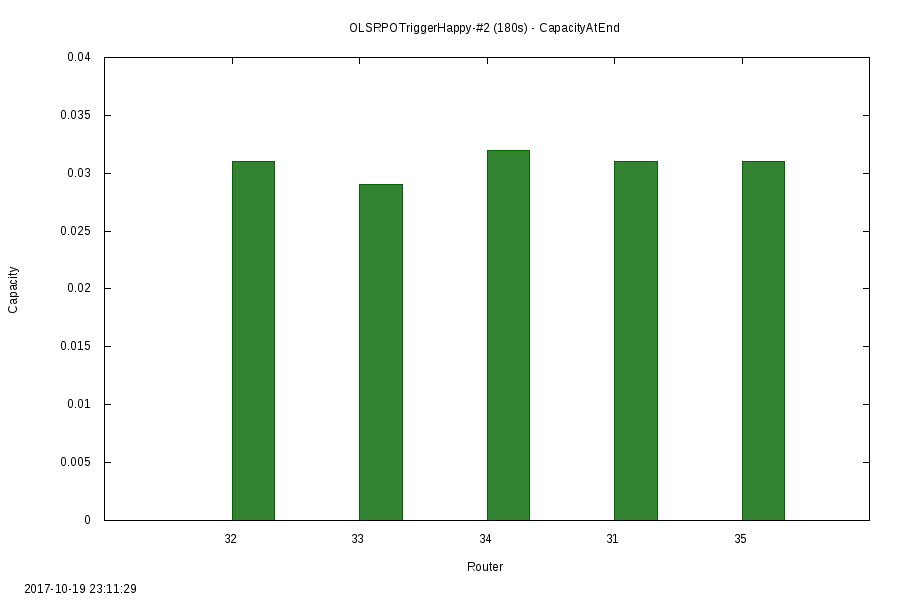 OLSRPOTriggerHappy-#2 (180s) - CapacityAtEnd
0.04
0.035
0.03
0.025
0.02
0.015
0.01
0.005
0
Capacity
32 33 34 31 35
Router
2017-10-19 23:11:29